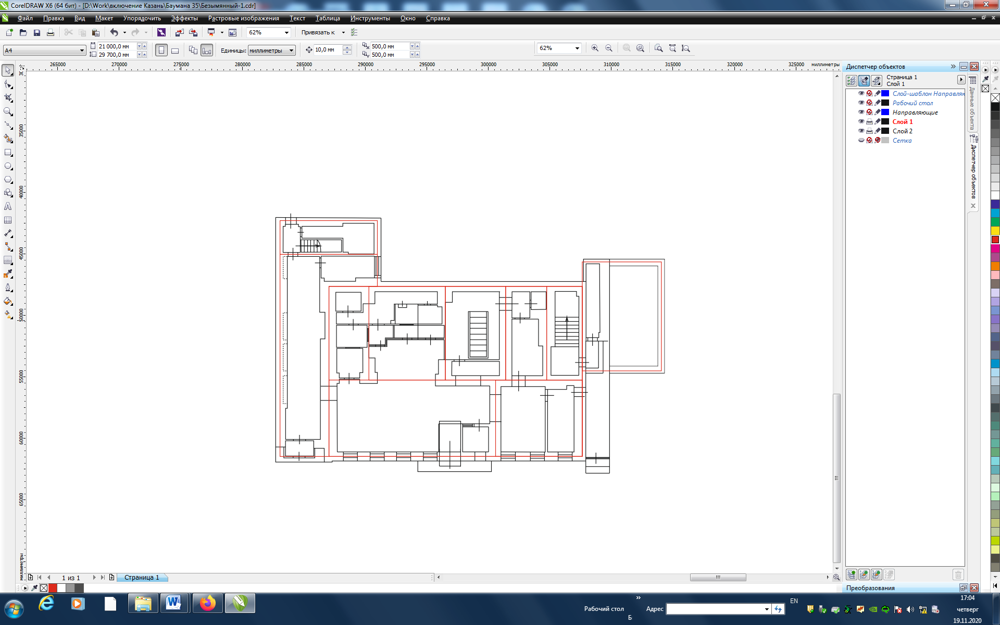 CorelDRAW X6 (64 бит) - [D:\Work\включение Казань\Баумана 35\Безымянный-1.cdr]
Файл Правка Вид Макет Упорядочить Эффекты Растровые изображения Текст Таблица Инструменты Окно Справка
62% Привязать к
A4 21 000,0 мм Единицы: миллиметры 10,0 мм 500,0 мм 62%
29 700,0 мм 500,0 мм
265000 270000 275000 280000 285000 290000 295000 300000 305000 310000 315000 320000 325000 миллиметры
35000
40000
45000
50000
55000
60000
65000
миллиметры
Диспетчер объектов
Страница 1
Слой 1
Слой-шаблон Направляю
Рабочий стол
Направляющие
Слой 1
Слой 2
Сетка
Данные объекта
Диспетчер объектов
1 из 1 Страница 1
Преобразования
Рабочий стол » Адрес EN
Б
17:04
четверг
19.11.2020